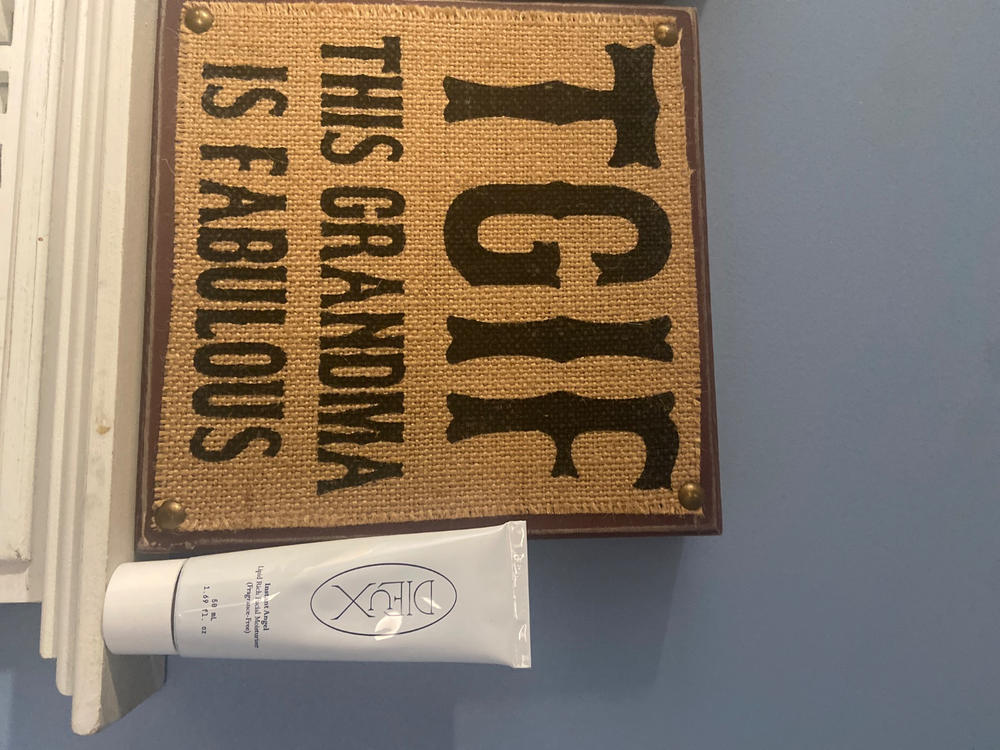 TGIF
THIS GRANDMA
IS FABULOUS
DIEUX
Instant Angel
Lipid Rich Facial Moisturizer
(Fragrance-Free)
50 mL
1.69 fl. oz